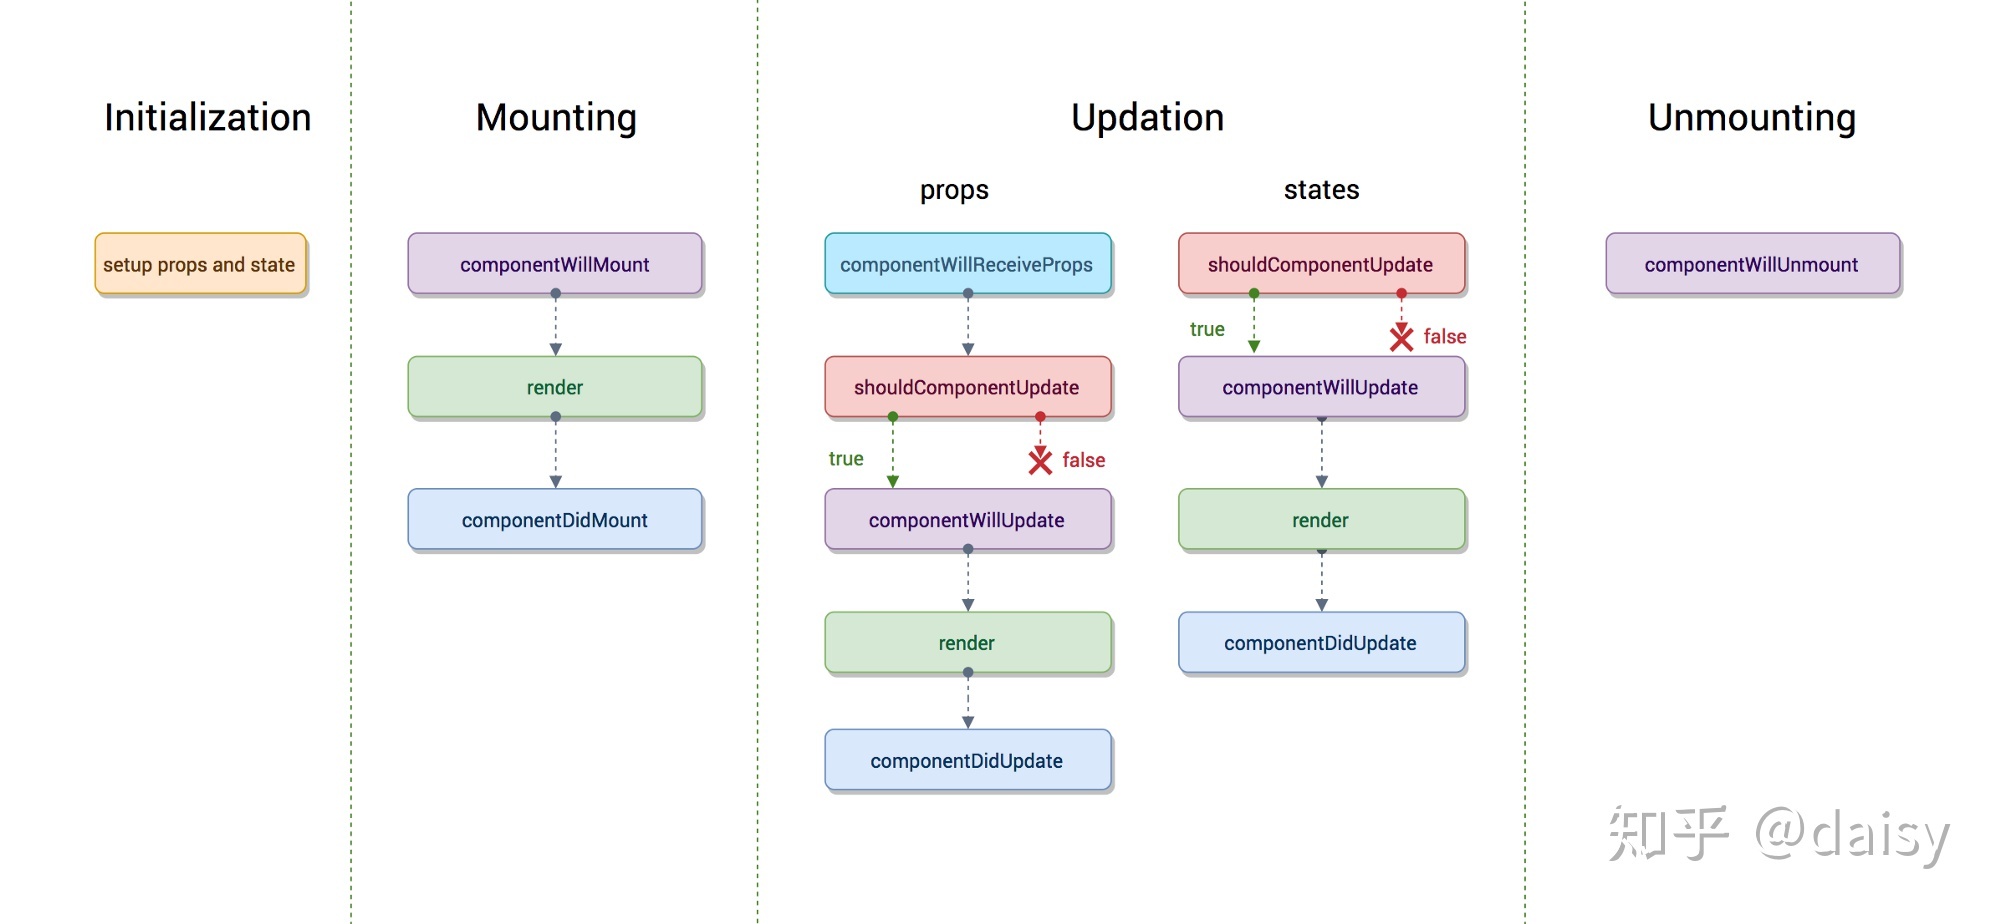 Initialization
Mounting
Updation
Unmounting
props
states
setup props and state
componentWillMount
componentWillReceiveProps
shouldComponentUpdate
componentWillUnmount
true
false
render
shouldComponentUpdate
componentWillUpdate
true
false
componentDidMount
componentWillUpdate
render
render
componentDidUpdate
componentDidUpdate
知乎 @daisy